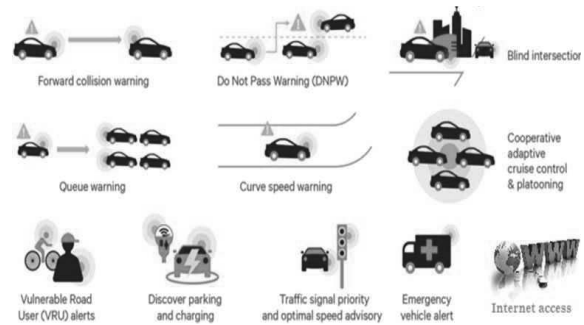 Forward collision warning
Do Not Pass Warning (DNPW)
Blind intersection
Queue warning
Curve speed warning
Cooperative
adaptive
cruise control
& platooning
Vulnerable Road
User (VRU) alerts
Discover parking
and charging
Traffic signal priority
and optimal speed advisory
Emergency
vehicle alert
WWW
Internet access